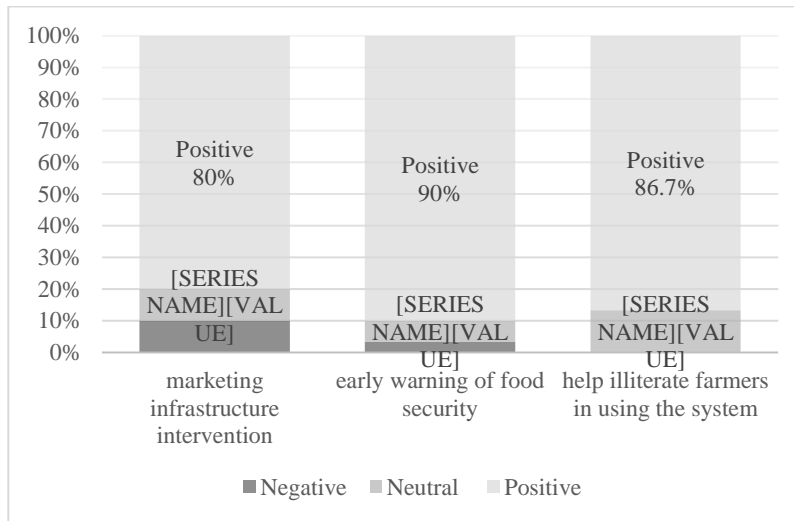 100%
90%
80%
70%
60%
50%
40%
30%
20%
10%
0%
Positive
80%
Positive
90%
Positive
86.7%
[SERIES
NAME][VAL
UE]
[SERIES
NAME][VAL
UE]
[SERIES
NAME][VAL
UE]
marketing
infrastructure
intervention
early warning of food
security
help illiterate farmers
in using the system
Negative
Neutral
Positive